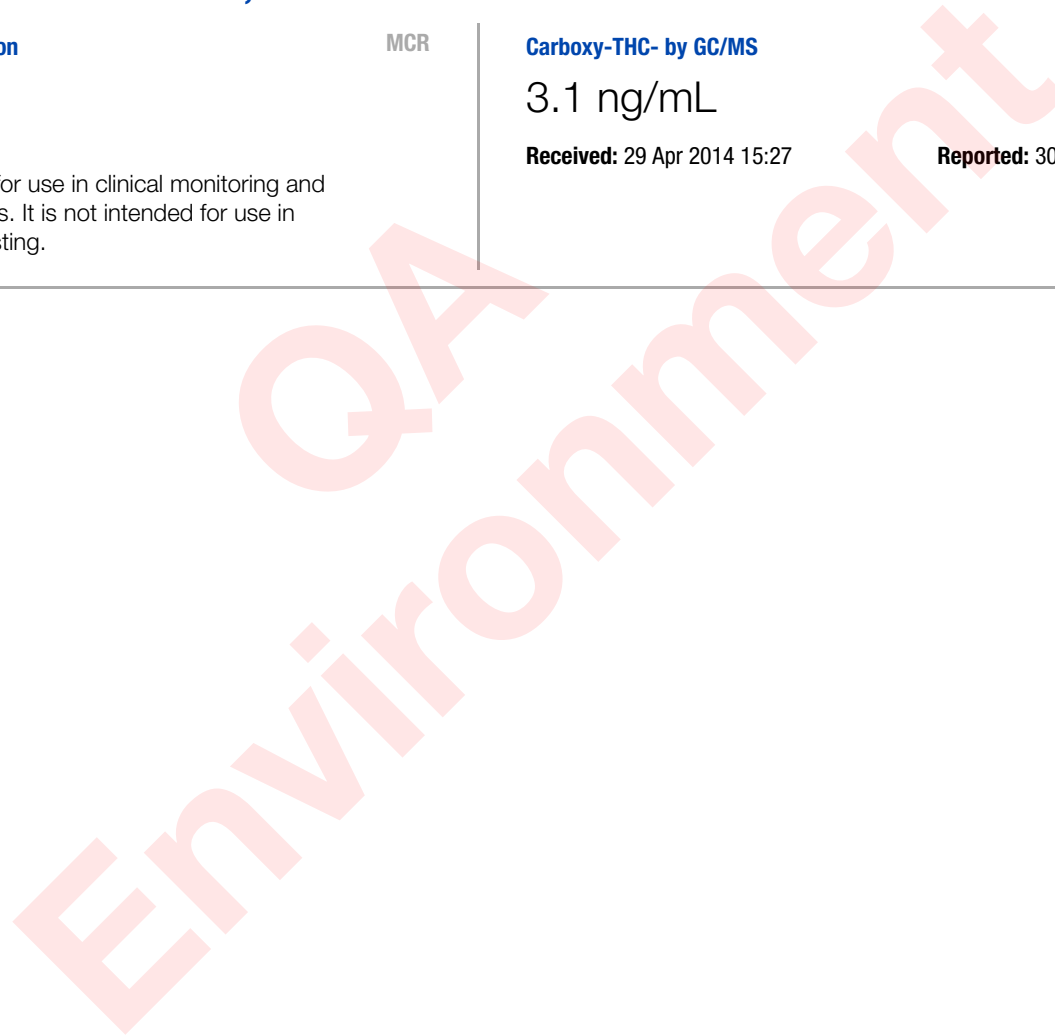 on
MCR
for use in clinical monitoring and
s. It is not intended for use in
sting.
Carboxy-THC- by GC/MS
3.1 ng/mL
Received: 29 Apr 2014 15:27
Reported: 30
QA
Environment